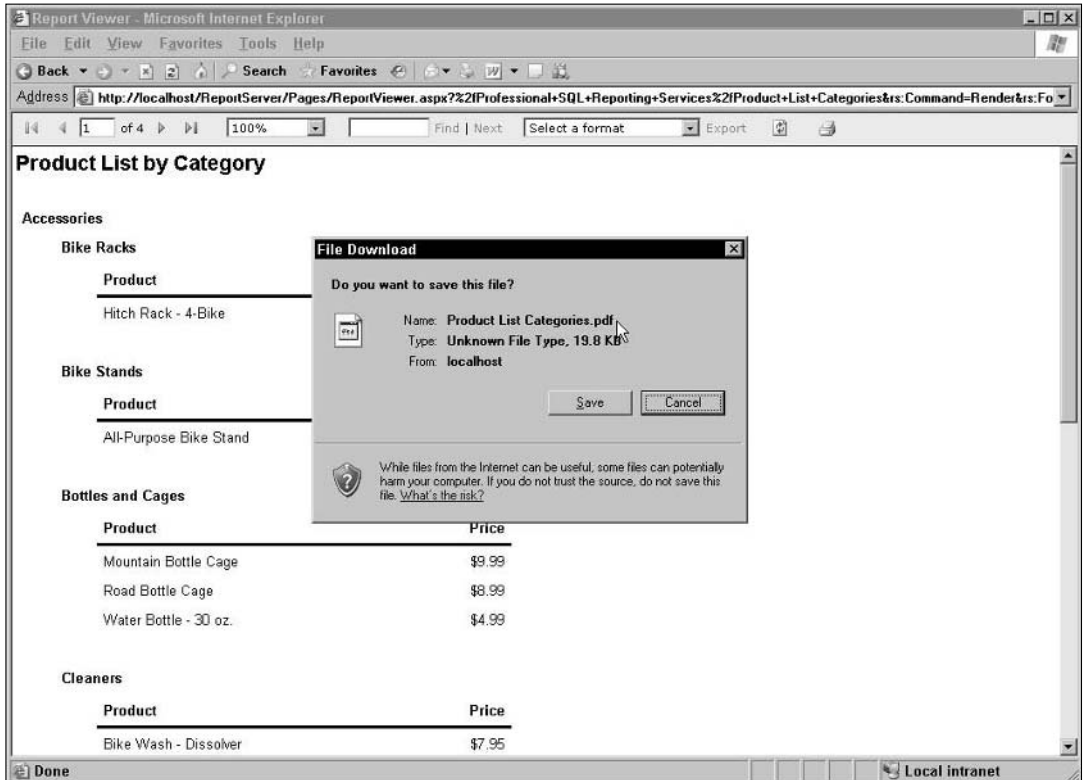 Report Viewer - Microsoft Internet Explorer
File Edit View Favorites Tools Help
Back Search Favorites
Address http://localhost/ReportServer/Pages/ReportViewer.aspx?%2fProfessional+SQL+Reporting+Services%2fProduct+List+Categories&rs:Command=Render&rs:Fo
1 of 4 100% Find | Next Select a format Export
Product List by Category
Accessories
Bike Racks
Product
Hitch Rack - 4-Bike
Bike Stands
Product
All-Purpose Bike Stand
File Download
Do you want to save this file?
Name: Product List Categories.pdf
Type: Unknown File Type, 19.8 KB
From: localhost
Save Cancel
While files from the Internet can be useful, some files can potentially
harm your computer. If you do not trust the source, do not save this
file. What's the risk?
Bottles and Cages
Product Price
Mountain Bottle Cage $9.99
Road Bottle Cage $8.99
Water Bottle - 30 oz. $4.99
Cleaners
Product Price
Bike Wash - Dissolver $7.95
Done Local intranet